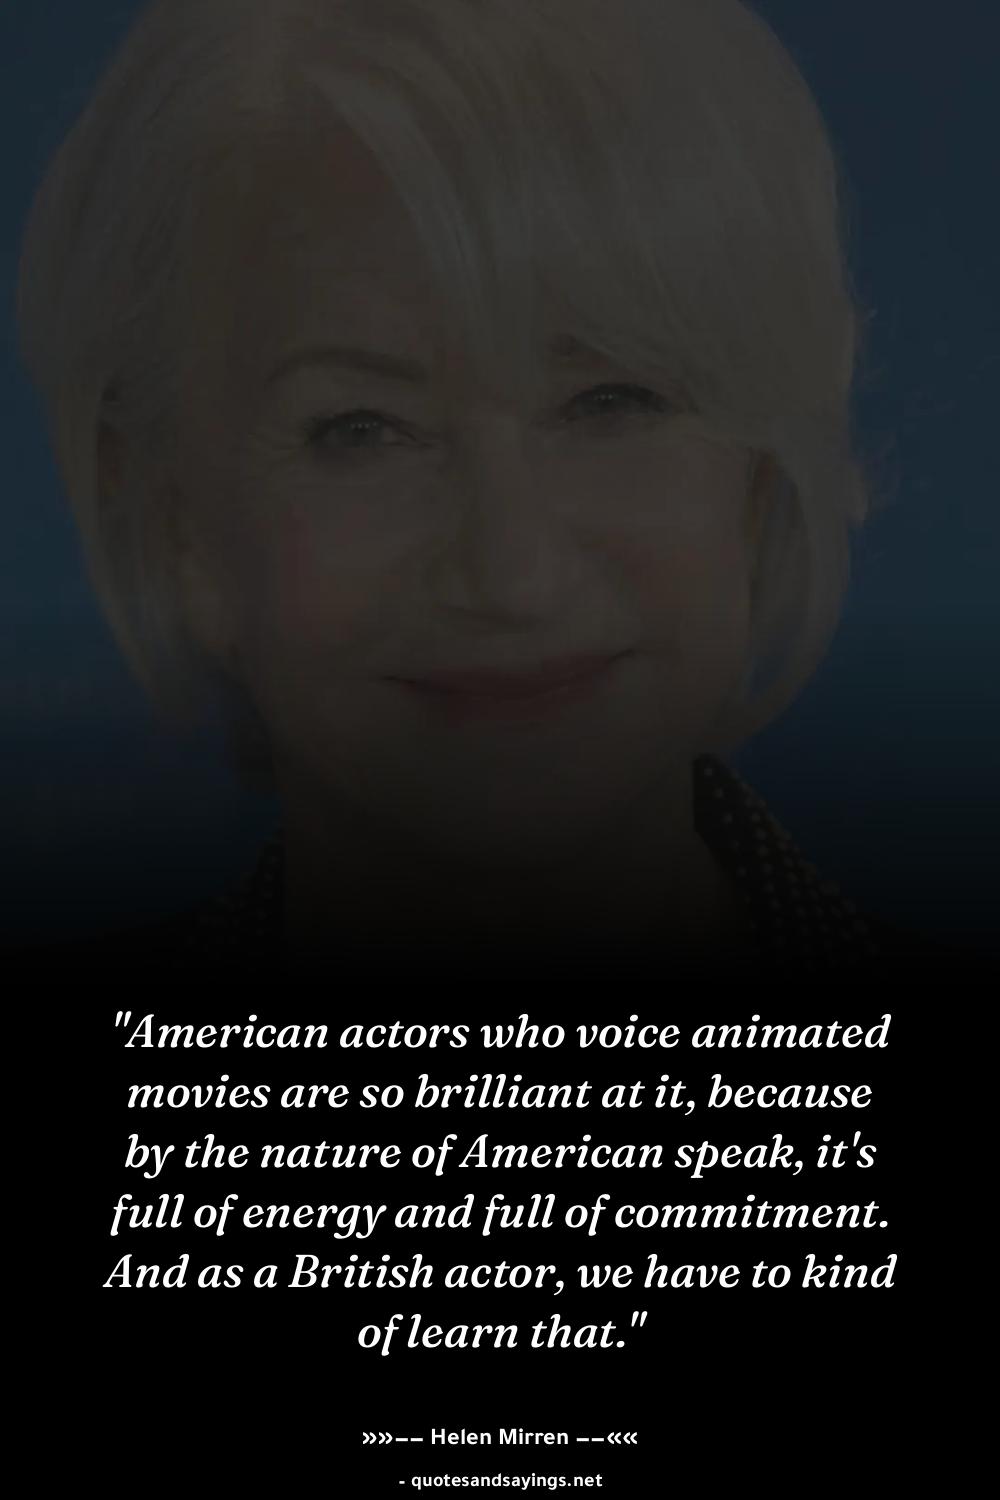 "American actors who voice animated
movies are so brilliant at it, because
by the nature of American speak, it's
full of energy and full of commitment.
And as a British actor, we have to kind
of learn that."
»»–– Helen Mirren ––««
- quotesandsayings.net